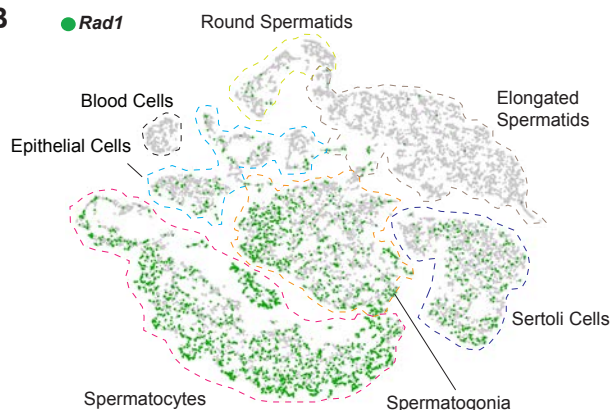 B
Rad1
Round Spermatids
Blood Cells
Elongated
Spermatids
Epithelial Cells
Sertoli Cells
Spermatocytes
Spermatogonia